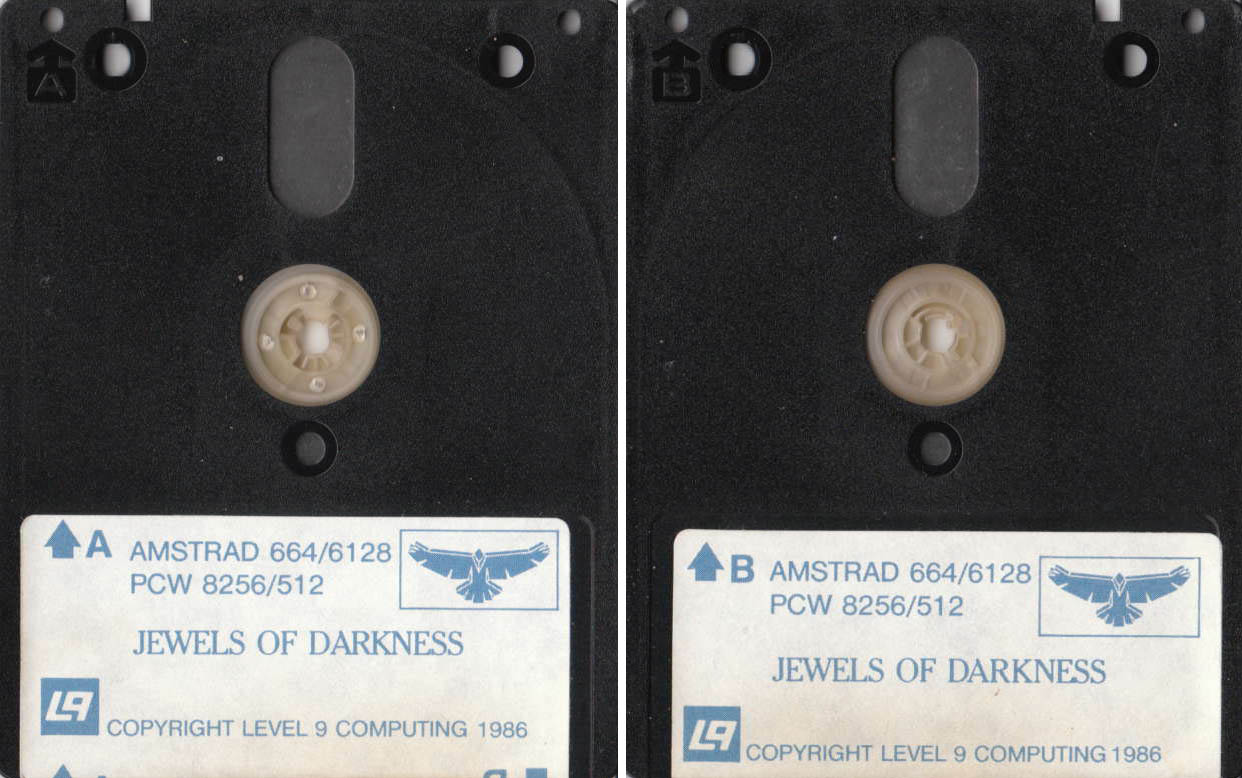 A
A
AMSTRAD 664/6128
PCW 8256/512
JEWELS OF DARKNESS
L9
COPYRIGHT LEVEL 9 COMPUTING 1986
B
B
AMSTRAD 664/6128
PCW 8256/512
JEWELS OF DARKNESS
L9
COPYRIGHT LEVEL 9 COMPUTING 1986